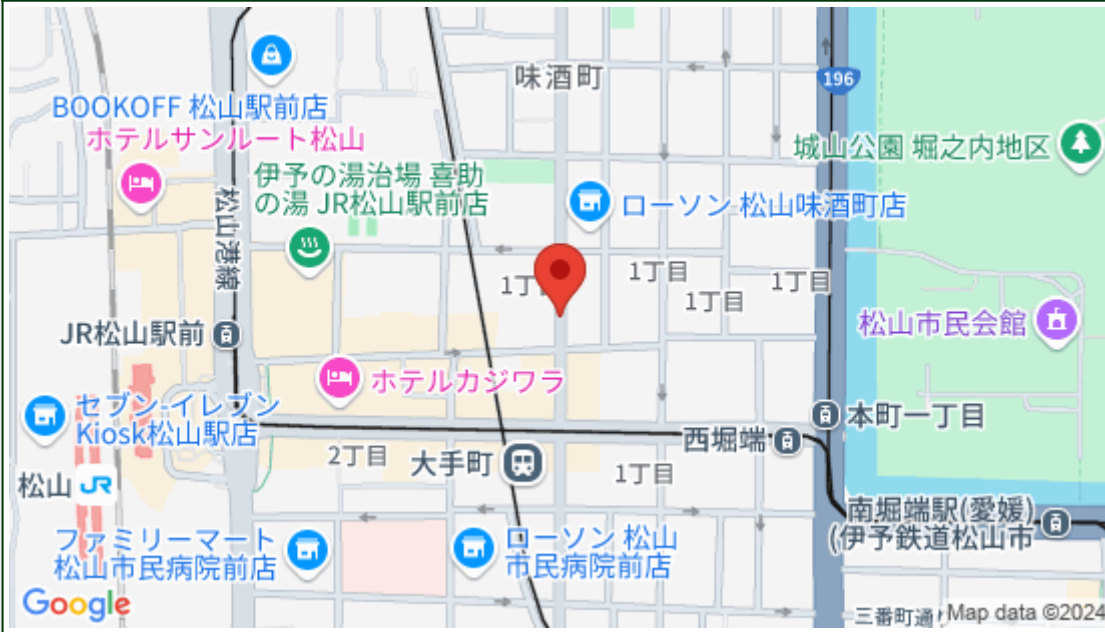 味酒町
196
BOOKOFF 松山駅前店
ホテルサンルート松山
城山公園 堀之内地区
伊予の湯治場 喜助
の湯 JR松山駅前店
ローソン 松山味酒町店
松山港線
1丁目
1丁目
1丁目
JR松山駅前
松山市民会館
ホテルカジワラ
セブン-イレブン
Kiosk松山駅店
本町一丁目
西堀端
2丁目
大手町
1丁目
松山 JR
南堀端駅(愛媛)
(伊予鉄道松山市
ファミリーマート
松山市民病院前店
ローソン 松山
市民病院前店
Google
三番町通
Map data ©2024